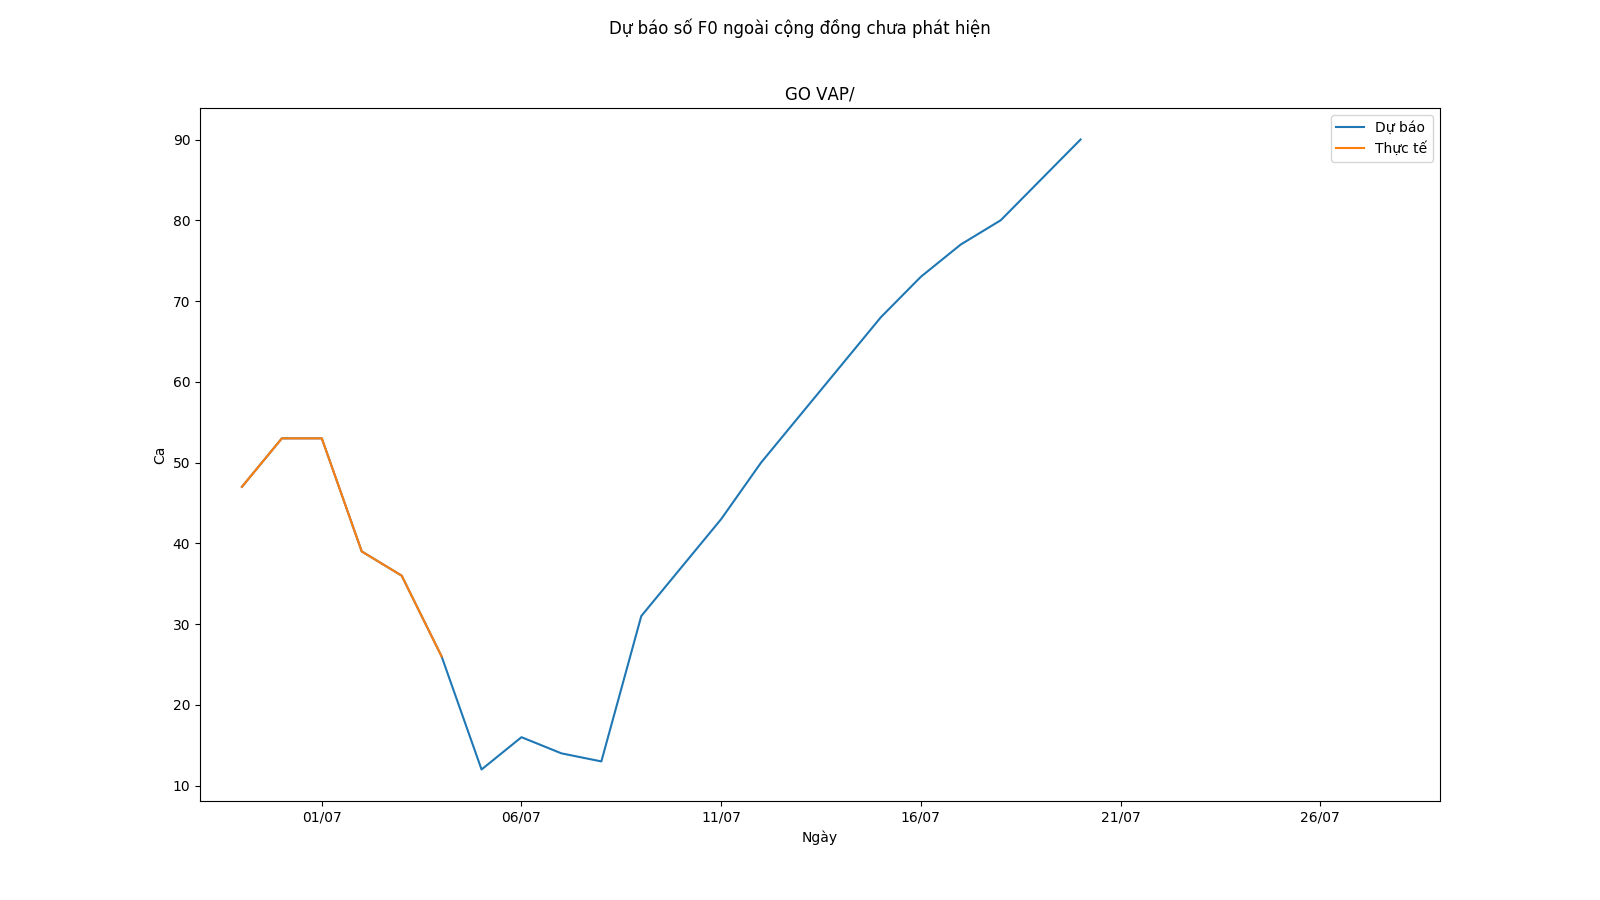 Dự báo số F0 ngoài cộng đồng chưa phát hiện
GO VAP/
Dự báo
Thực tế
90
80
70
60
50
40
30
20
10
Ca
01/07 06/07 11/07 16/07 21/07 26/07
Ngày